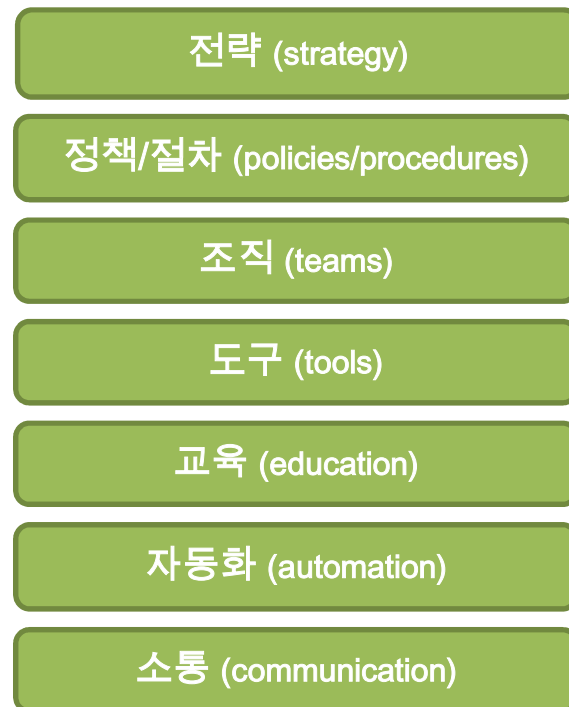 전략 (strategy)
정책/절차 (policies/procedures)
조직 (teams)
도구 (tools)
교육 (education)
자동화 (automation)
소통 (communication)